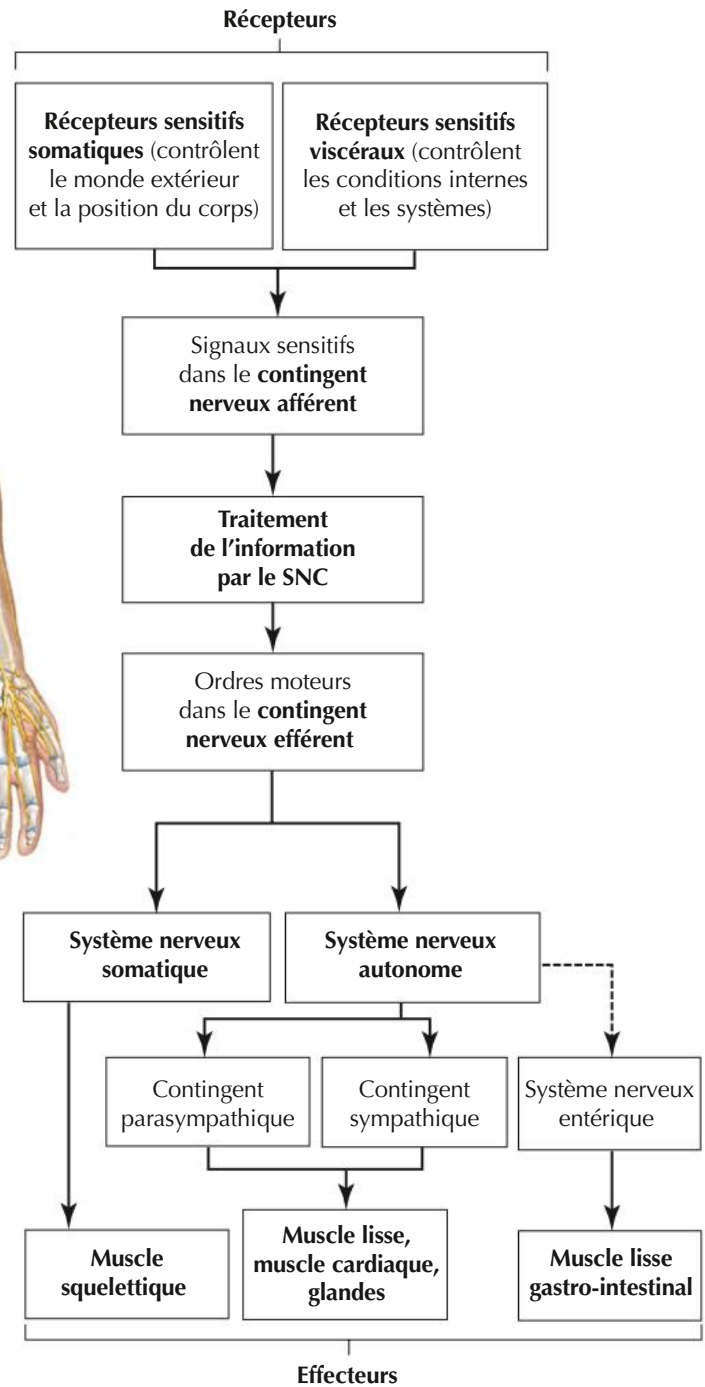 Récepteurs
Récepteurs sensitifs
somatiques (contrôlent
le monde extérieur
et la position du corps)
Récepteurs sensitifs
viscéraux (contrôlent
les conditions internes
et les systèmes)
Signaux sensitifs
dans le contingent
nerveux afférent
Traitement
de l’information
par le SNC
Ordres moteurs
dans le contingent
nerveux efférent
Système nerveux
somatique
Système nerveux
autonome
Contingent
parasympathique
Contingent
sympathique
Système nerveux
entérique
Muscle
squelettique
Muscle lisse,
muscle cardiaque,
glandes
Muscle lisse
gastro-intestinal
Effecteurs